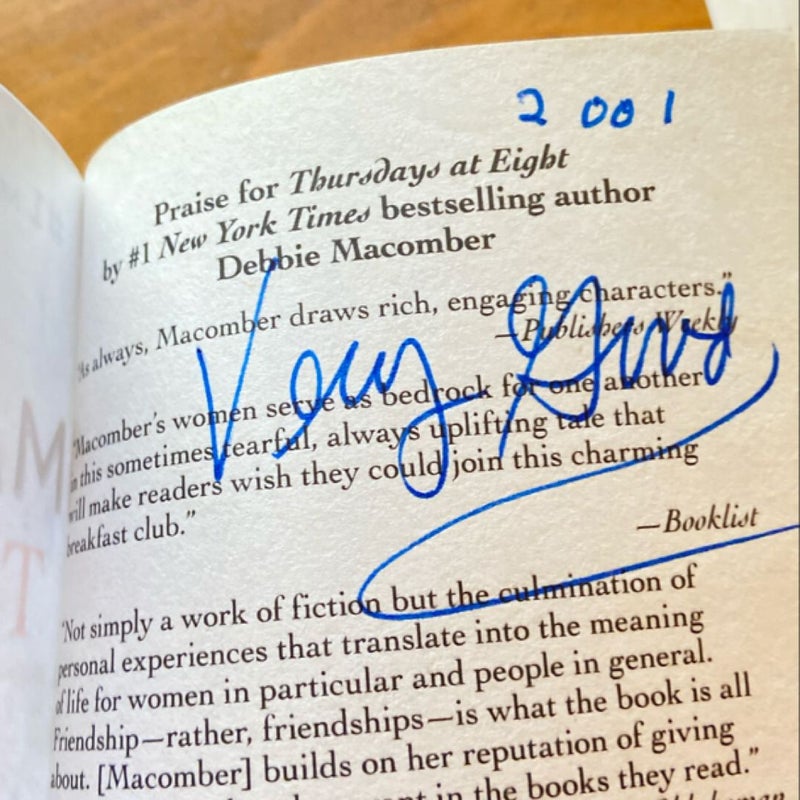 2 001
Praise for Thursdays at Eight
by #1 New York Times bestselling author
Debbie Macomber
"As always, Macomber draws rich, engaging characters."
—Publishers Weekly
Very Good
"Macomber's women serve as bedrock for one another
in this sometimes tearful, always uplifting tale that
will make readers wish they could join this charming
breakfast club."
—Booklist
"Not simply a work of fiction but the culmination of
personal experiences that translate into the meaning
of life for women in particular and people in general.
Friendship—rather, friendships—is what the book is all
about. [Macomber] builds on her reputation of giving
in the books they read."